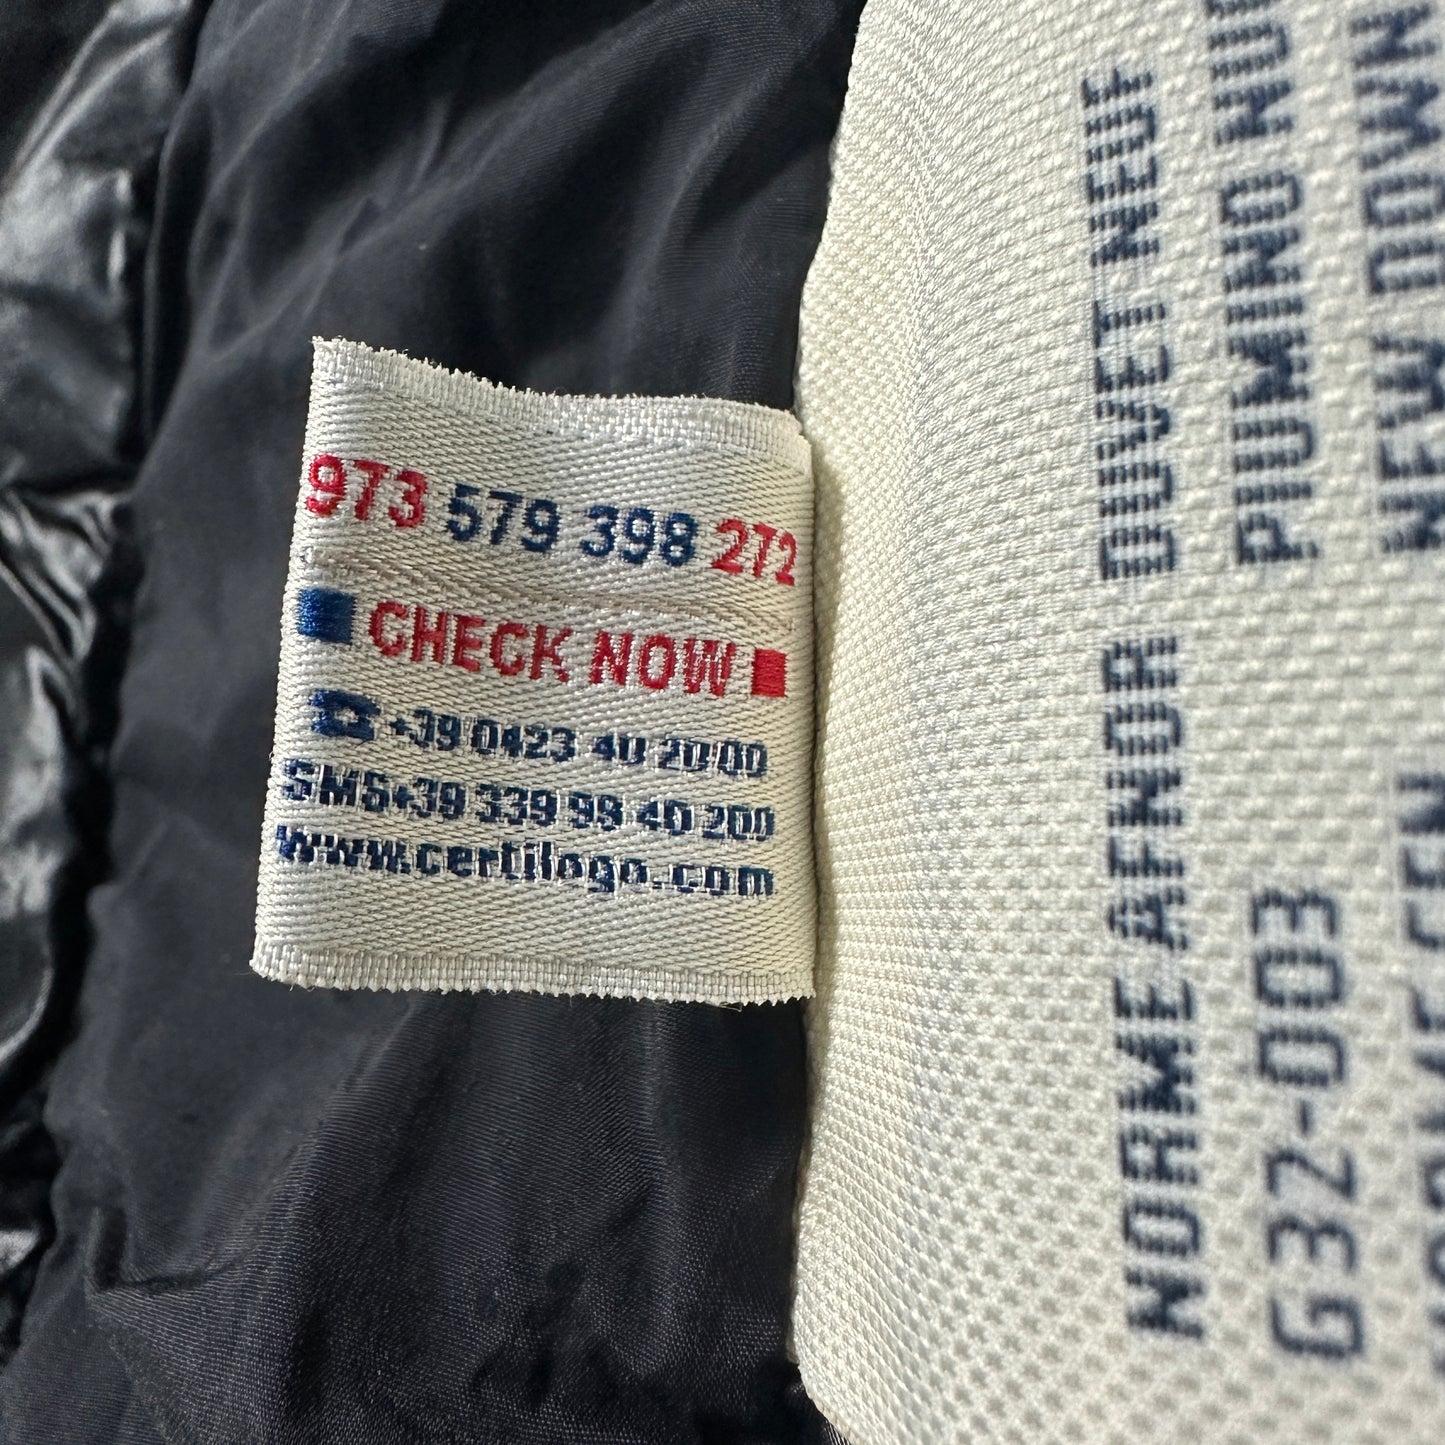 973 579 398 272
CHECK NOW
+39 0423 40 20 00
SMS+39 339 98 40 200
www.certilogo.com
NORME AFNOR DUVET NEUF
G32-003 PIUMINO
NEW DOWN